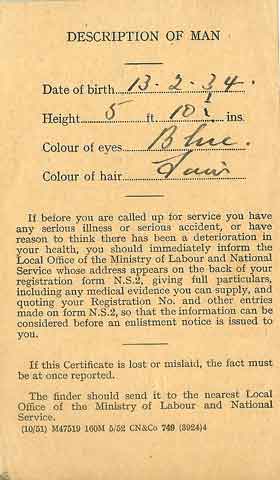 DESCRIPTION OF MAN
Date of birth 13-2-34.
Height 5 ft. 10½ ins.
Colour of eyes Blue.
Colour of hair Fair
If before you are called up for service you have
any serious illness or serious accident, or have
reason to think there has been a deterioration in
your health, you should immediately inform the
Local Office of the Ministry of Labour and National
Service whose address appears on the back of your
registration form N.S.2, giving full particulars,
including any medical evidence you can supply, and
quoting your Registration No. and other entries
made on form N.S.2, so that the information can be
considered before an enlistment notice is issued to
you.
If this Certificate is lost or mislaid, the fact must
be at once reported.
The finder should send it to the nearest Local
Office of the Ministry of Labour and National
Service.
(10/51) M47519 160M 5/52 CN&Co 749 (3924)4